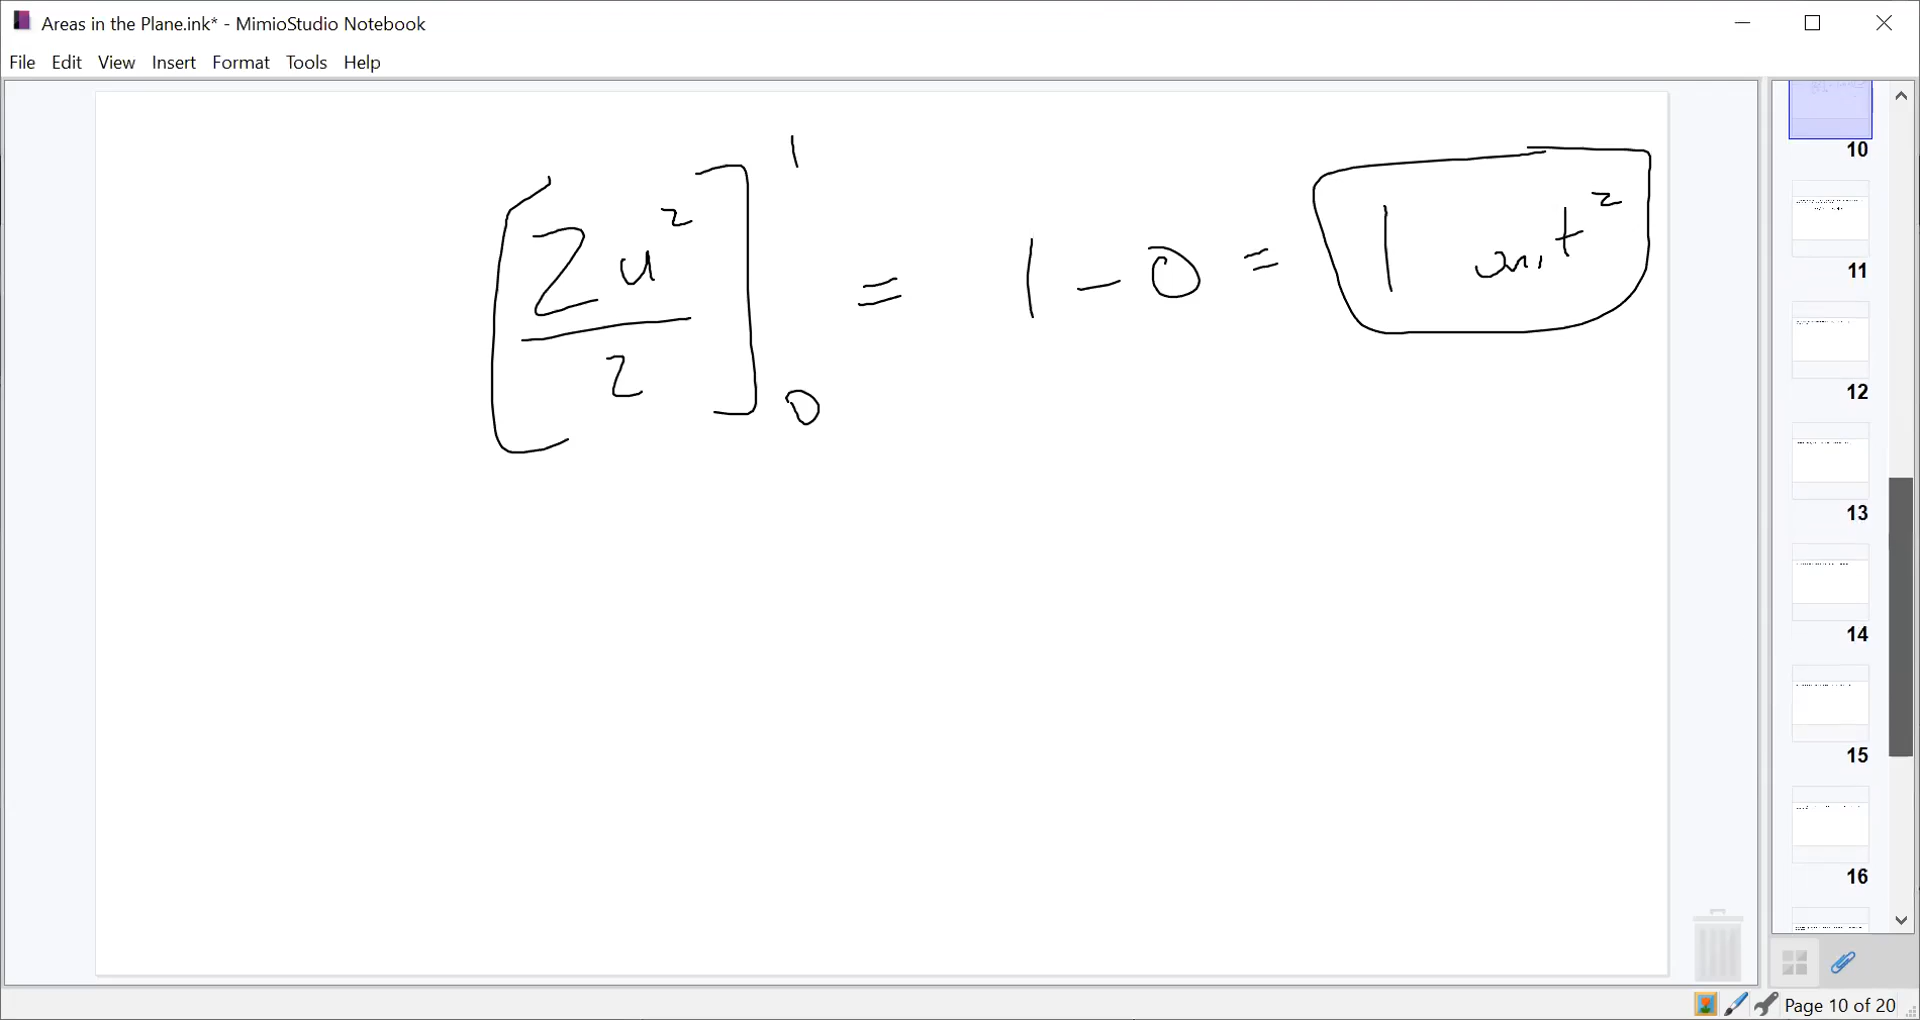 Areas in the Plane.ink* - MimioStudio Notebook
File Edit View Insert Format Tools Help
[2u²/2]₀¹ = 1 - 0 = 1 unit²
10
11
12
13
14
15
16
Page 10 of 20